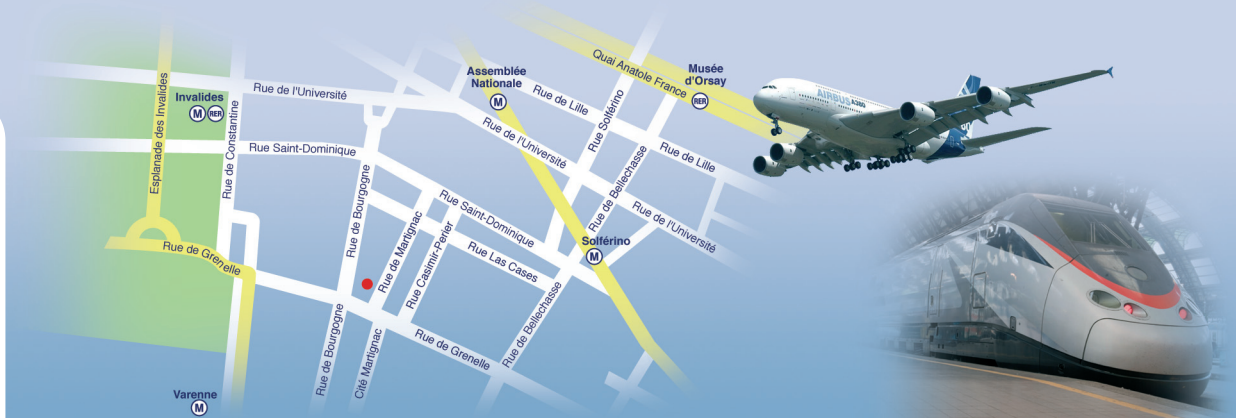 Esplanade des Invalides
Invalides
M RER
Rue de Constantine
Rue de l'Université
Rue Saint-Dominique
Rue de Grenelle
Varenne
M
Rue de Bourgogne
Rue de Bourgogne
Rue de Martignac
Cité Martignac
Rue Casimir-Perier
Rue Saint-Dominique
Rue Las Cases
Rue de Grenelle
Assemblée
Nationale
M
Rue de l'Université
Rue de Lille
Rue Solférino
Quai Anatole France
Musée
d'Orsay
RER
Rue de Lille
Rue de Bellechasse
Rue de l'Université
Solférino
M
Rue de Bellechasse
AIRBUS A380